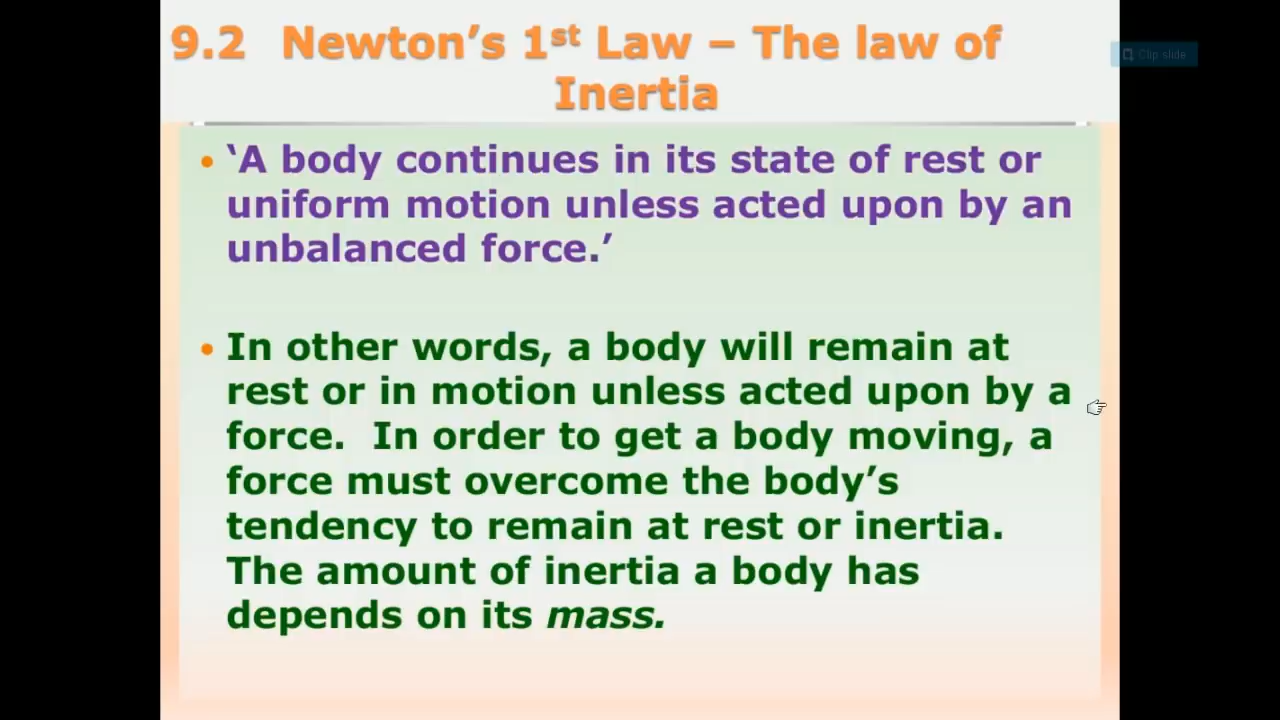 9.2 Newton’s 1st Law – The law of
Inertia
Clip slide
• ‘A body continues in its state of rest or
uniform motion unless acted upon by an
unbalanced force.’
• In other words, a body will remain at
rest or in motion unless acted upon by a
force. In order to get a body moving, a
force must overcome the body’s
tendency to remain at rest or inertia.
The amount of inertia a body has
depends on its mass.